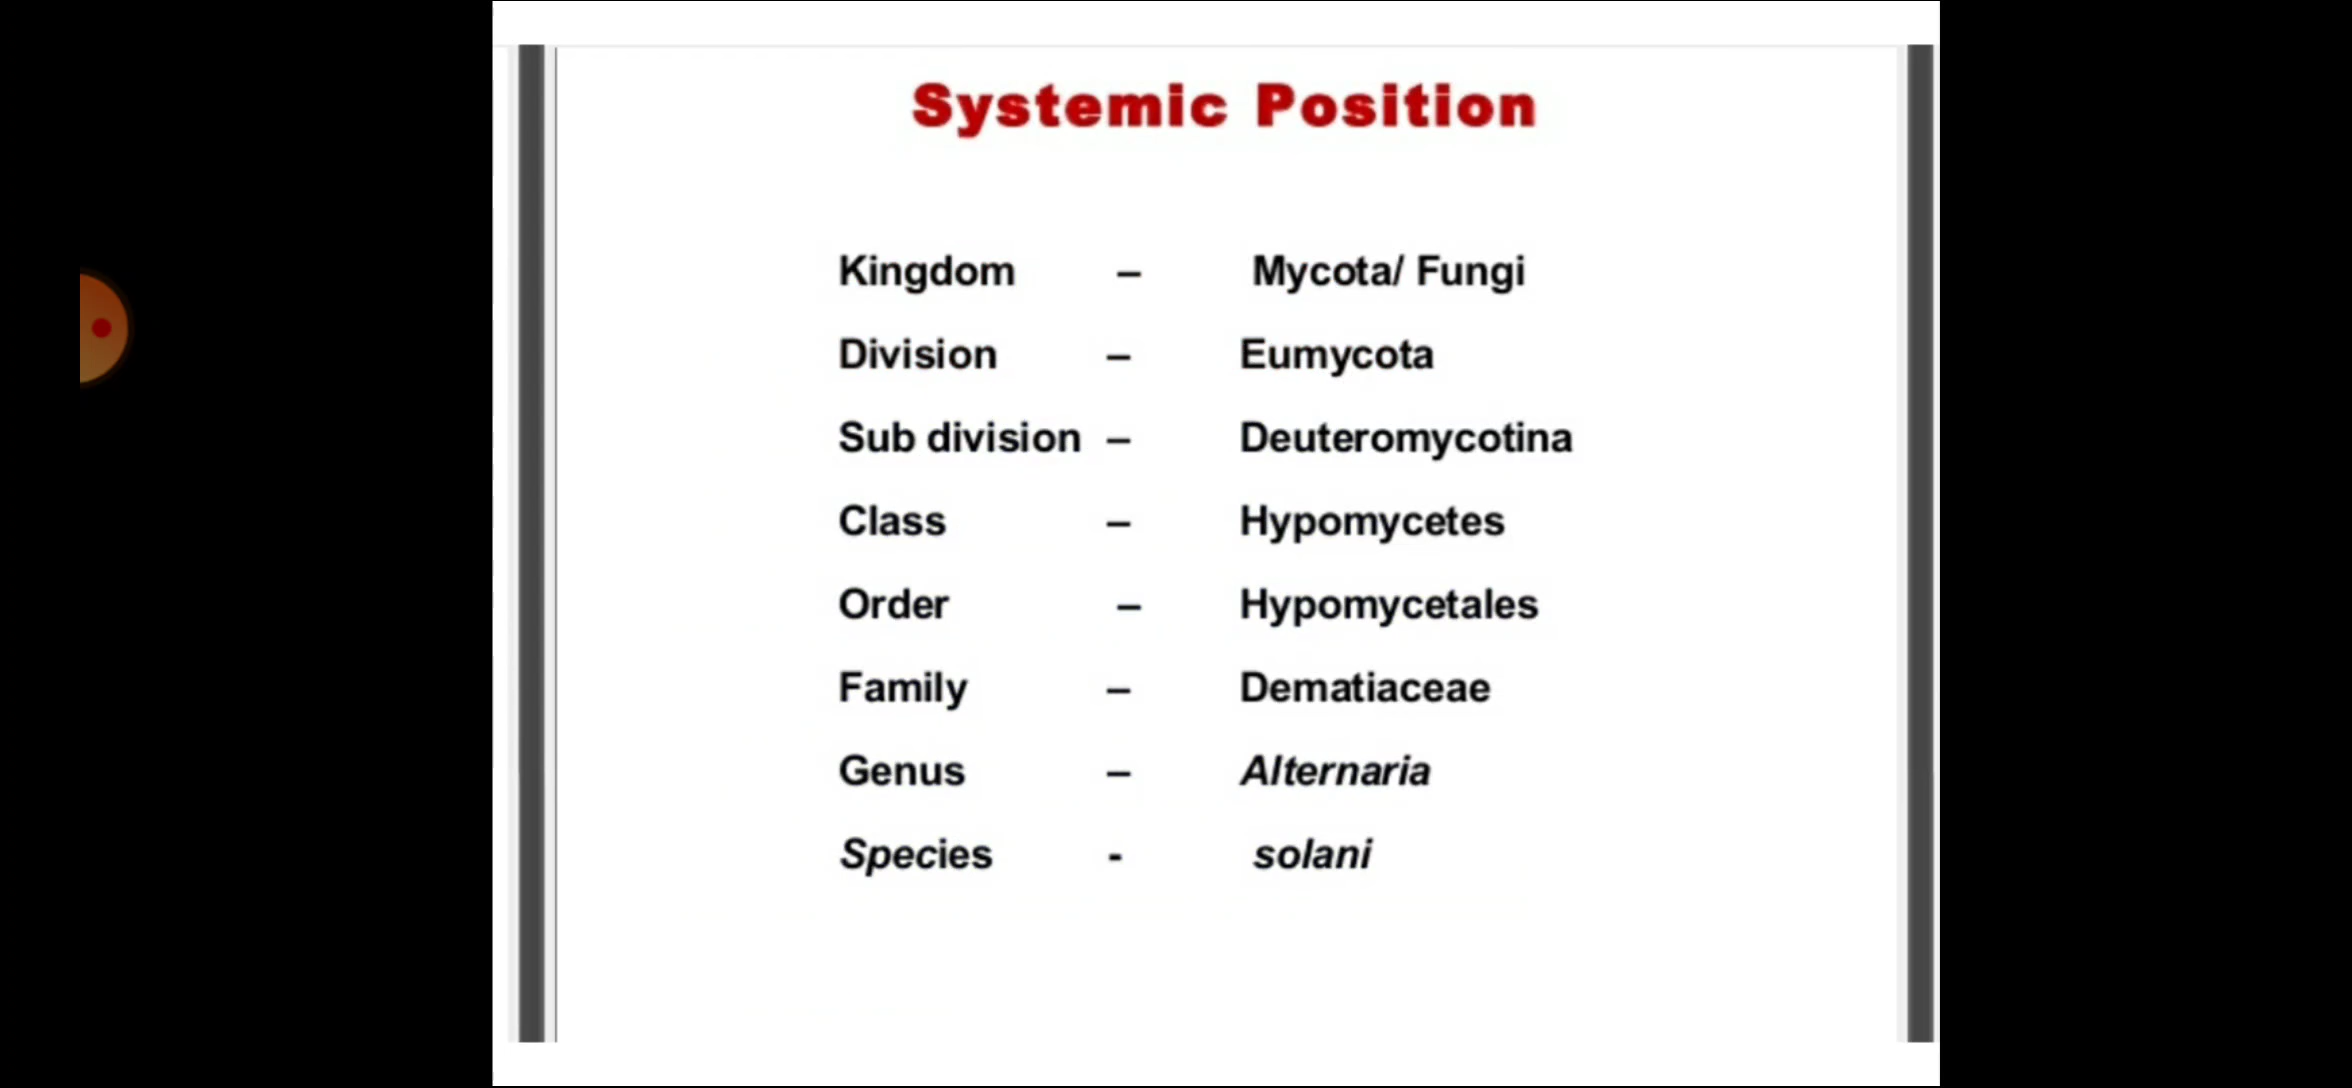 Systemic Position
Kingdom – Mycota/ Fungi
Division – Eumycota
Sub division – Deuteromycotina
Class – Hypomycetes
Order – Hypomycetales
Family – Dematiaceae
Genus – Alternaria
Species - solani